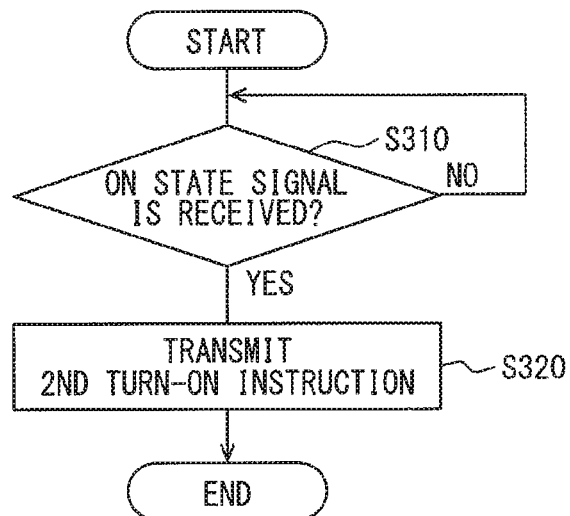 START
S310
ON STATE SIGNAL
IS RECEIVED?
NO
YES
TRANSMIT
2ND TURN-ON INSTRUCTION
S320
END